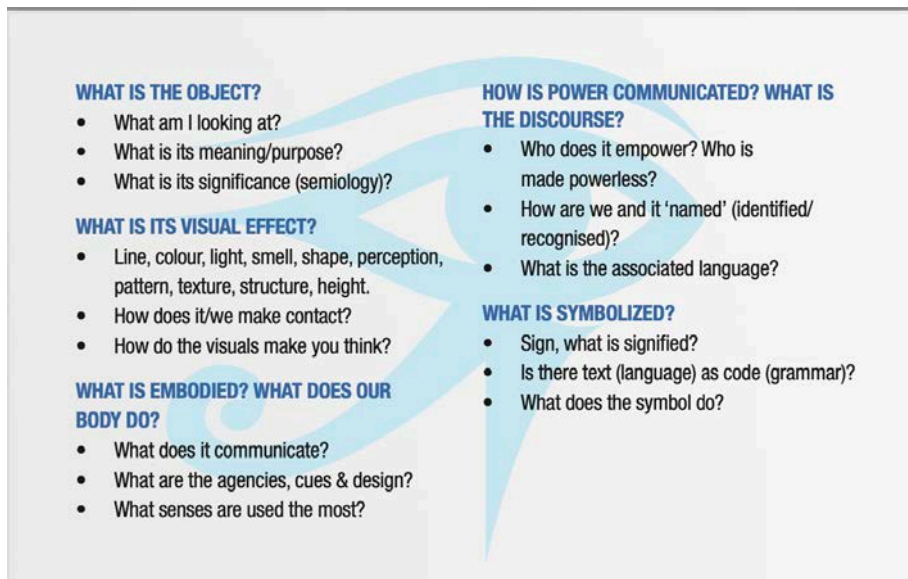 WHAT IS THE OBJECT?
• What am I looking at?
• What is its meaning/purpose?
• What is its significance (semiology)?
WHAT IS ITS VISUAL EFFECT?
• Line, colour, light, smell, shape, perception,
pattern, texture, structure, height.
• How does it/we make contact?
• How do the visuals make you think?
WHAT IS EMBODIED? WHAT DOES OUR
BODY DO?
• What does it communicate?
• What are the agencies, cues & design?
• What senses are used the most?
HOW IS POWER COMMUNICATED? WHAT IS
THE DISCOURSE?
• Who does it empower? Who is
made powerless?
• How are we and it ‘named’ (identified/
recognised)?
• What is the associated language?
WHAT IS SYMBOLIZED?
• Sign, what is signified?
• Is there text (language) as code (grammar)?
• What does the symbol do?